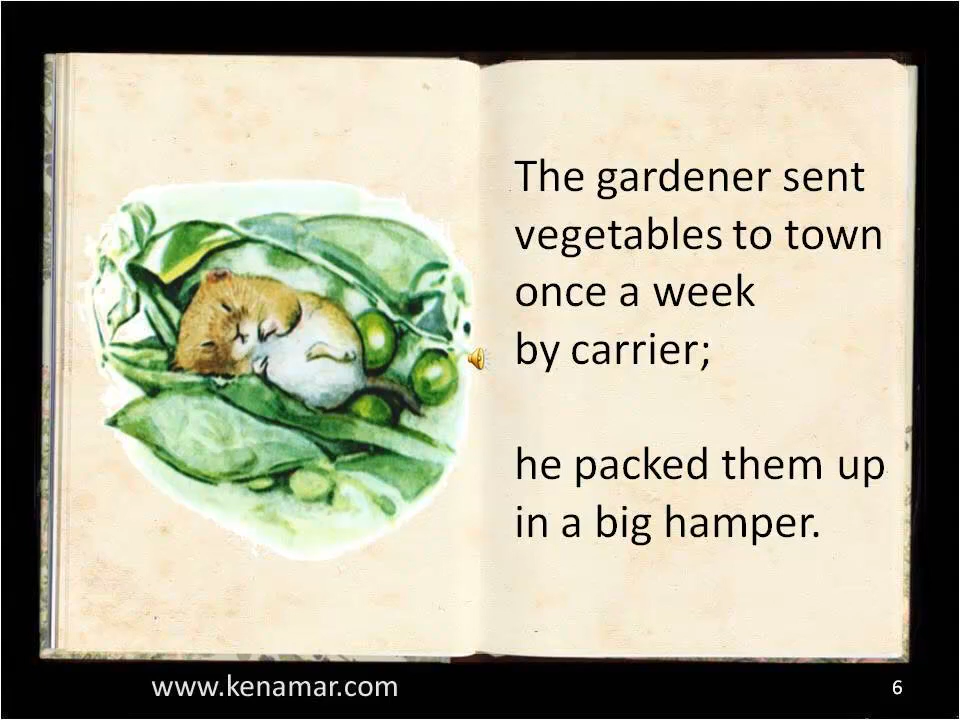 The gardener sent
vegetables to town
once a week
by carrier;
he packed them up
in a big hamper.
www.kenamar.com
6